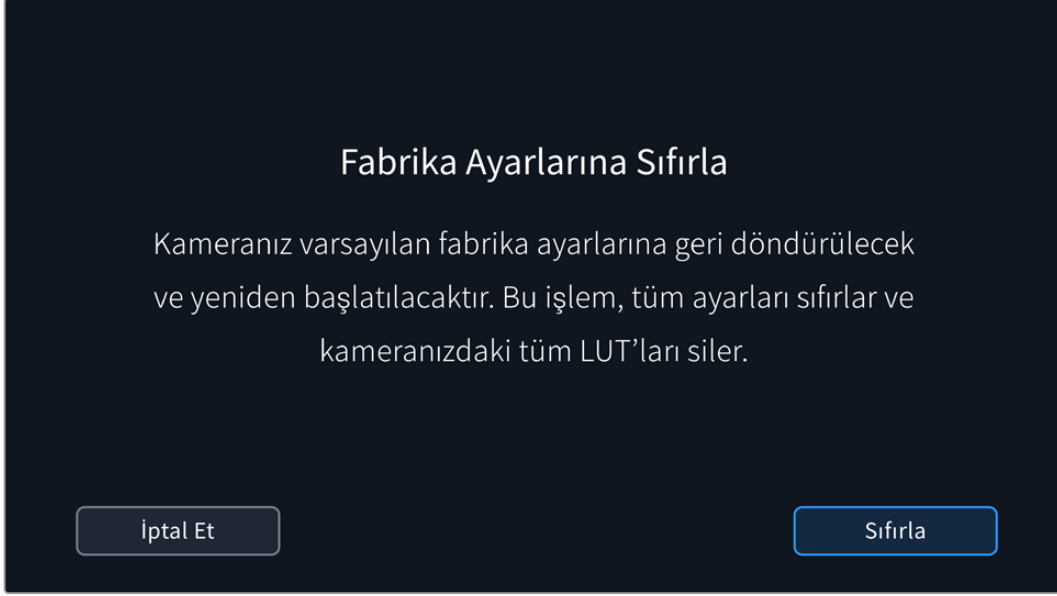 Fabrika Ayarlarına Sıfırla
Kameranız varsayılan fabrika ayarlarına geri döndürülecek
ve yeniden başlatılacaktır. Bu işlem, tüm ayarları sıfırlar ve
kameranızdaki tüm LUT’ları siler.
İptal Et
Sıfırla